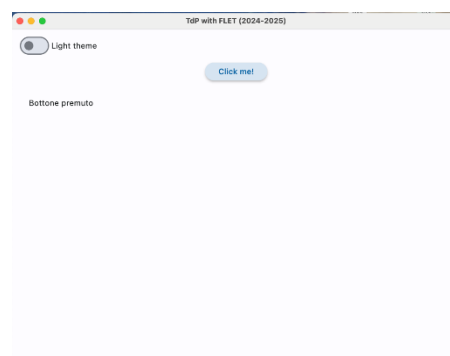 TdP with FLET (2024-2025)
Light theme
Click me!
Bottone premuto